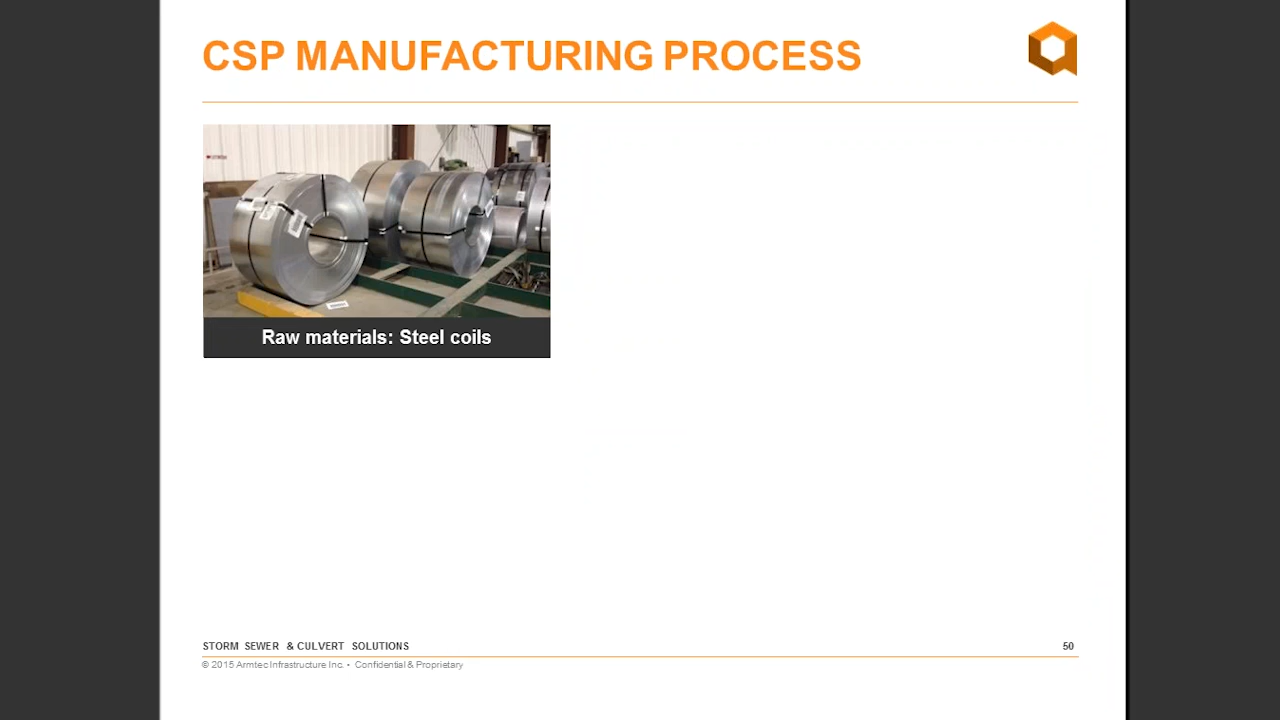 CSP MANUFACTURING PROCESS
Raw materials: Steel coils
STORM SEWER & CULVERT SOLUTIONS
50
© 2015 Armtec Infrastructure Inc. • Confidential & Proprietary